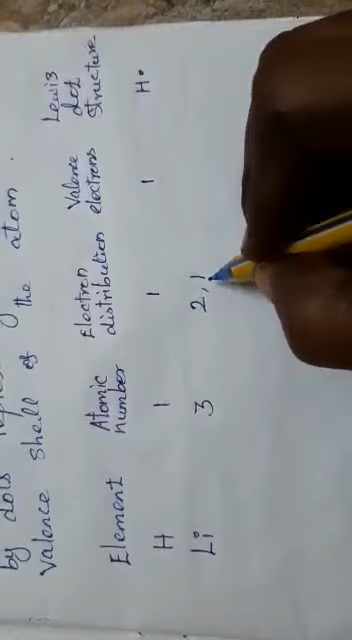 by dots
valence shell of the atom.
Element Atomic number Electron distribution Valence electrons Lewis dot structure
H 1 1 1 H•
Li 3 2,1